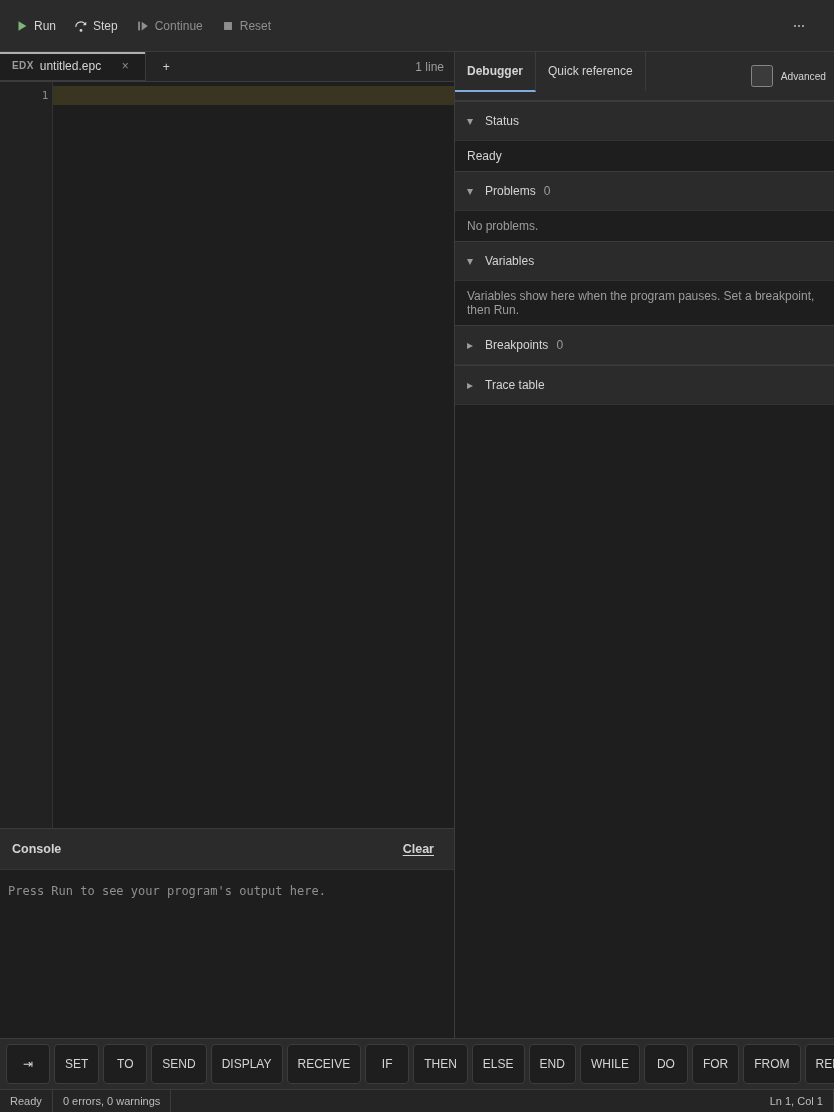 Run Step Continue Reset ⋯
EDX untitled.epc × + 1 line
Debugger Quick reference Advanced
1
Status
Ready
Problems 0
No problems.
Variables
Variables show here when the program pauses. Set a breakpoint,
then Run.
Breakpoints 0
Trace table
Console Clear
Press Run to see your program's output here.
⇥ SET TO SEND DISPLAY RECEIVE IF THEN ELSE END WHILE DO FOR FROM
Ready 0 errors, 0 warnings Ln 1, Col 1